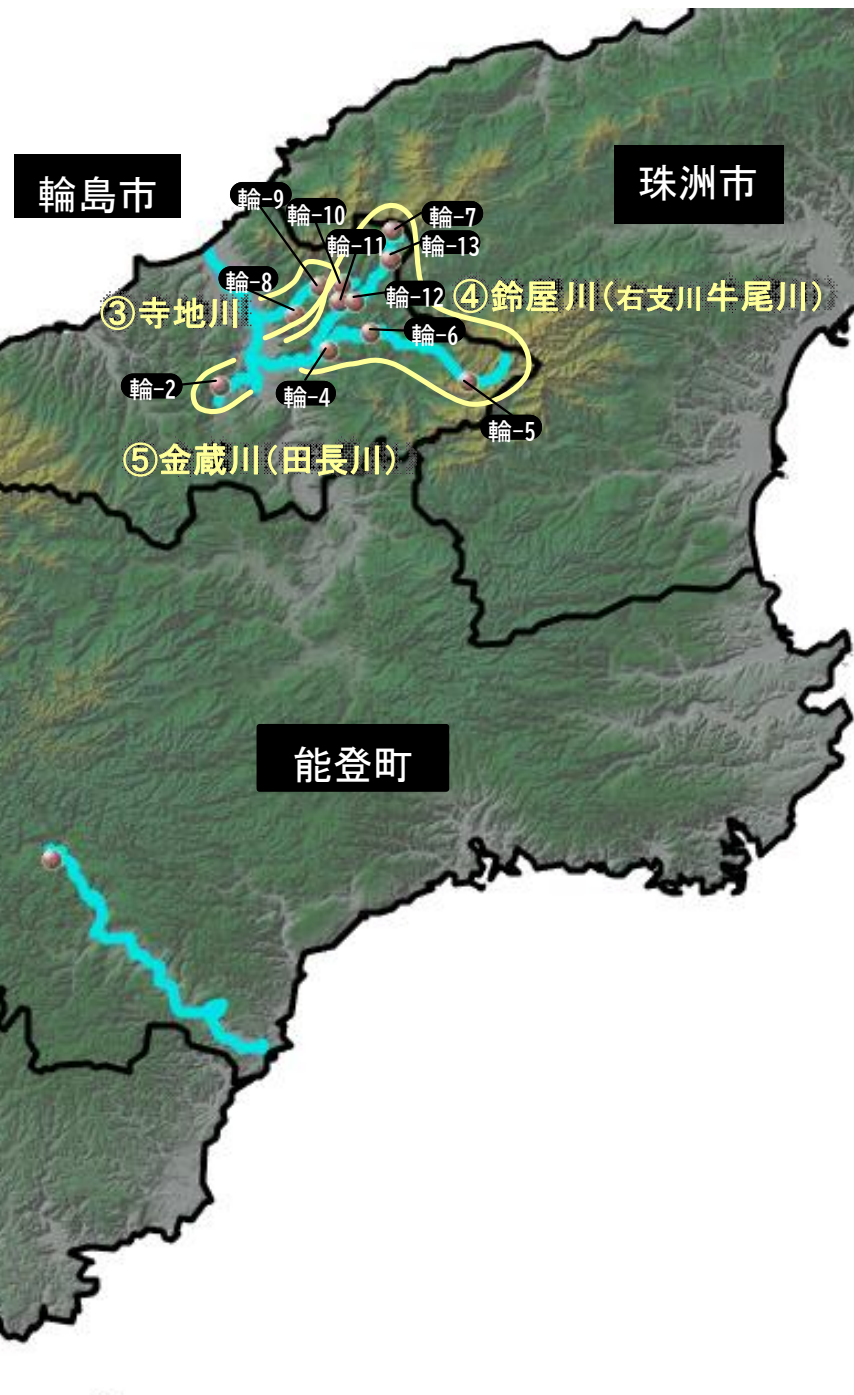 輪島市
珠洲市
輪-9
輪-10
輪-7
輪-11
輪-13
輪-8
輪-12
③寺地川
④鈴屋川(右支川牛尾川)
輪-6
輪-2
輪-4
輪-5
⑤金蔵川(田長川)
能登町